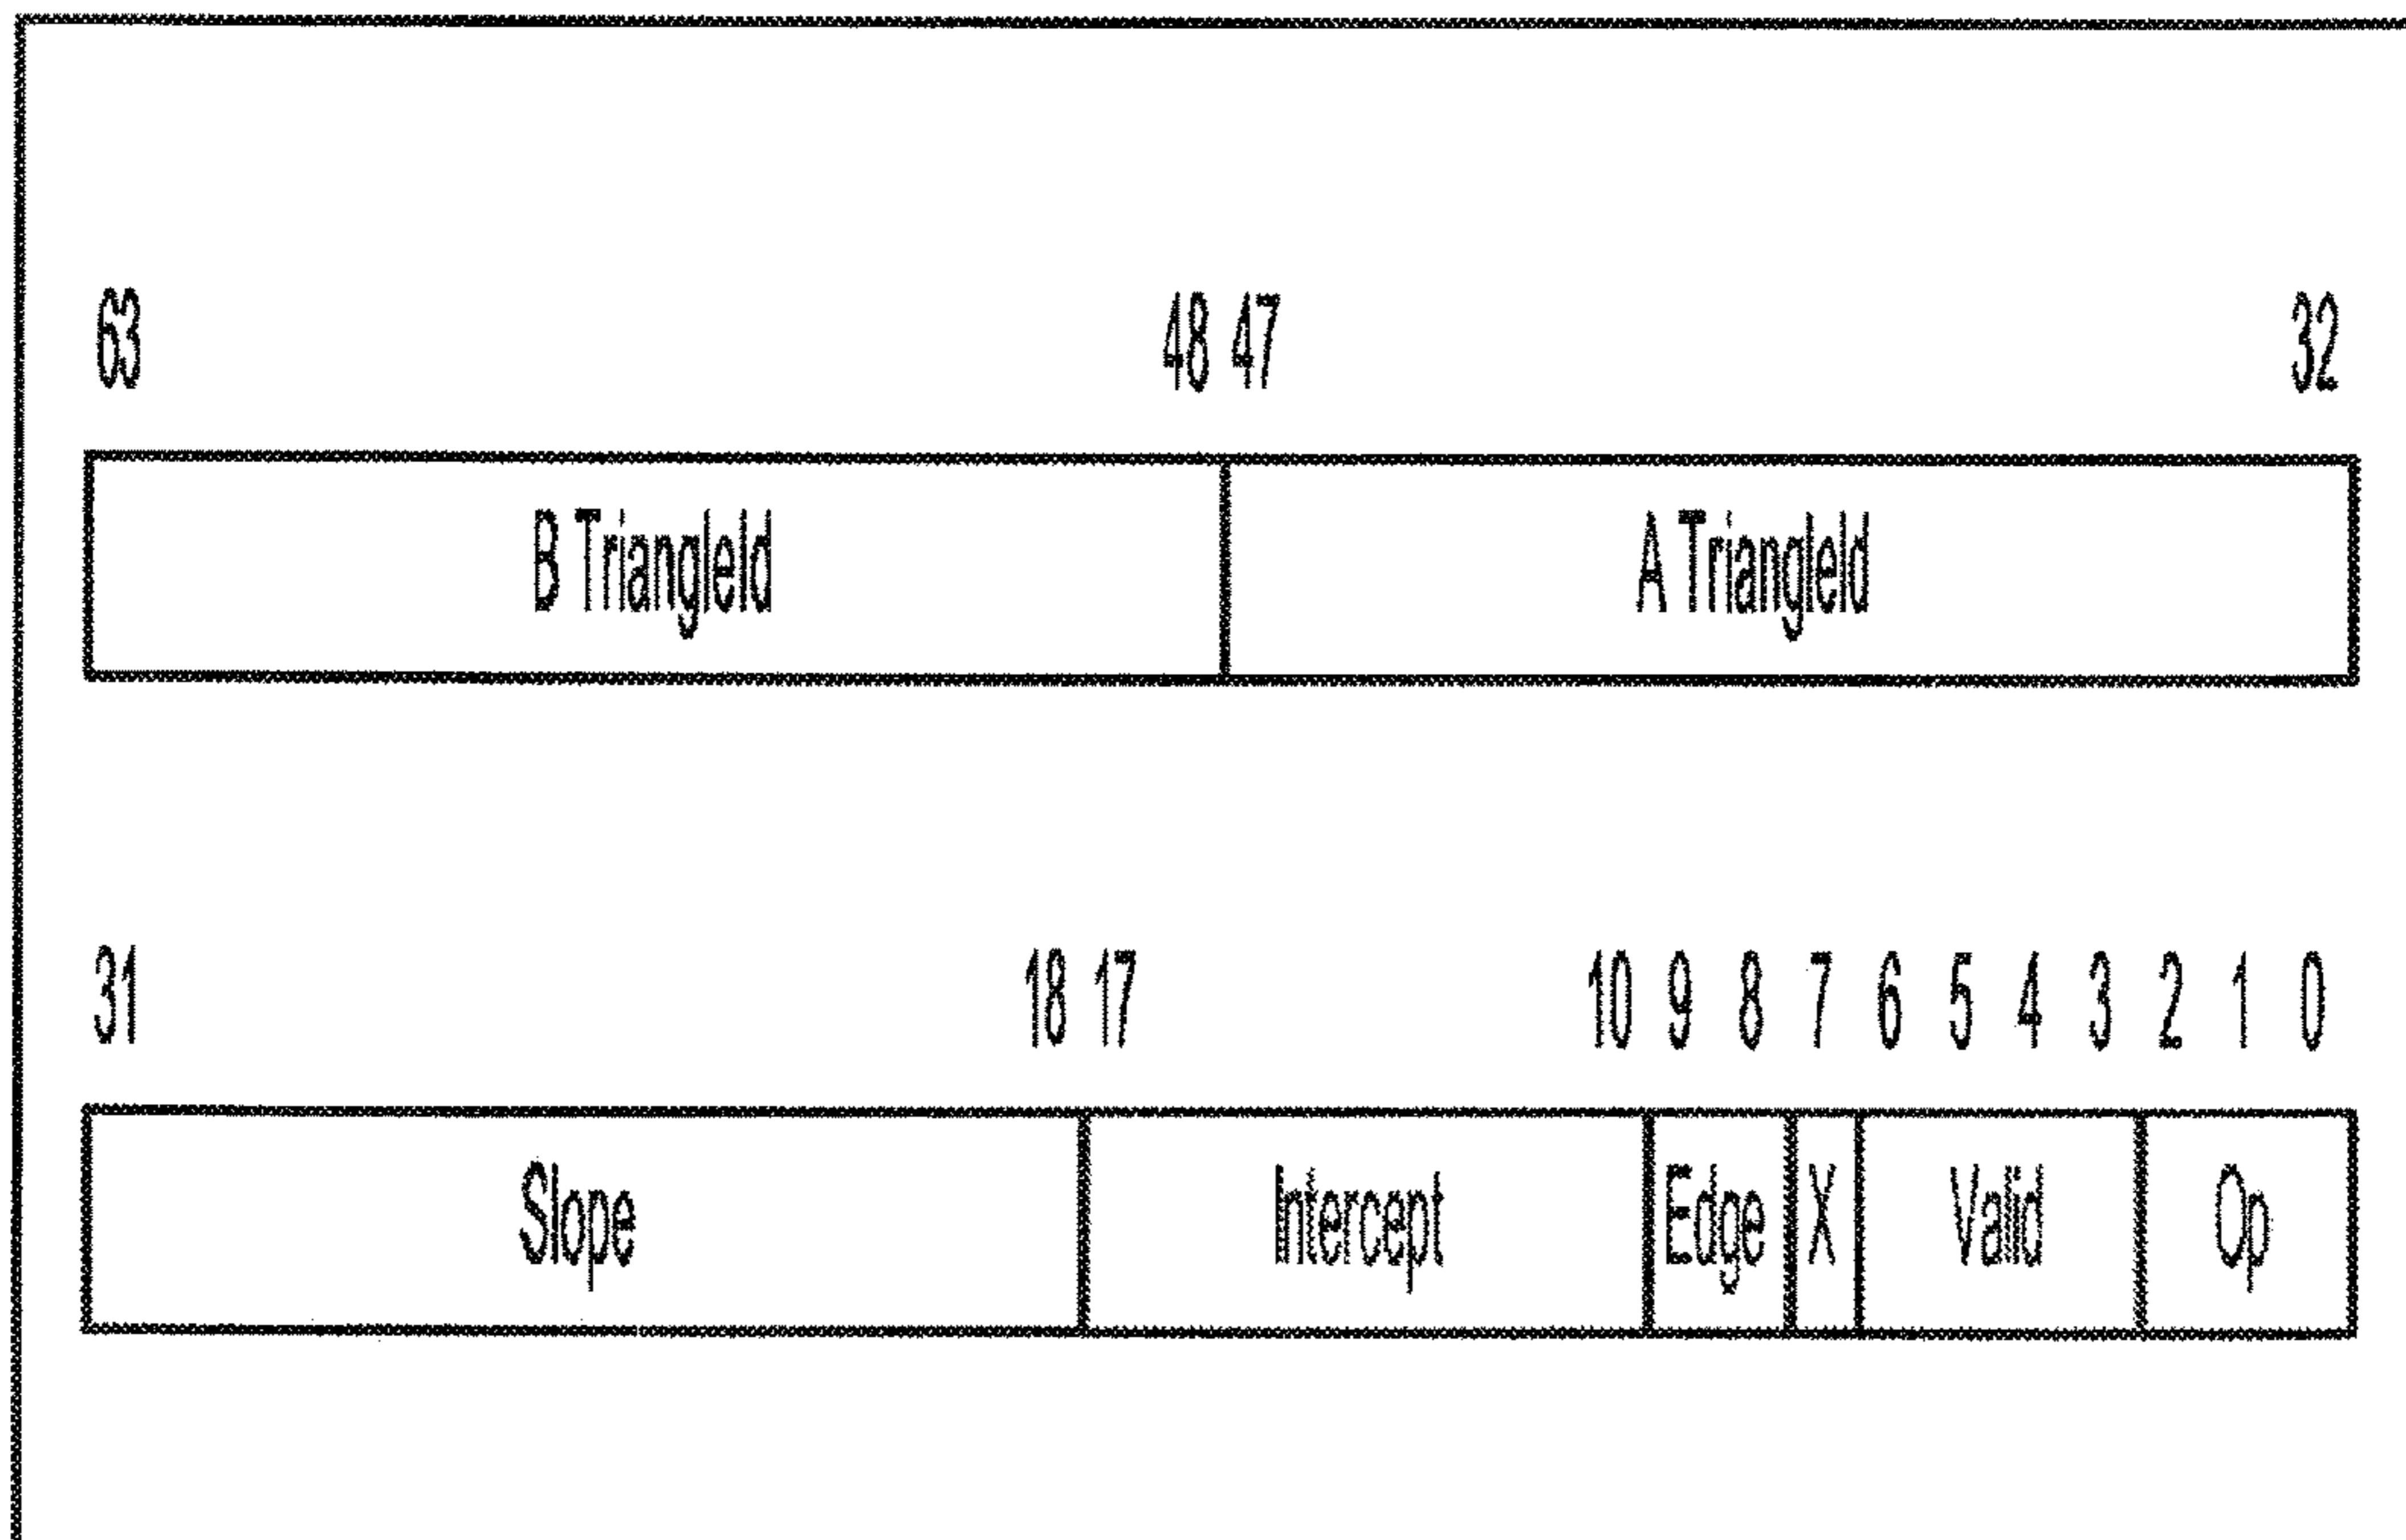 63 48 47 32
B TriangleId A TriangleId
31 18 17 10 9 8 7 6 5 4 3 2 1 0
Slope Intercept Edge X Valid Op